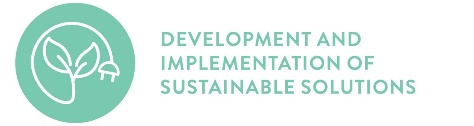 DEVELOPMENT AND
IMPLEMENTATION OF
SUSTAINABLE SOLUTIONS